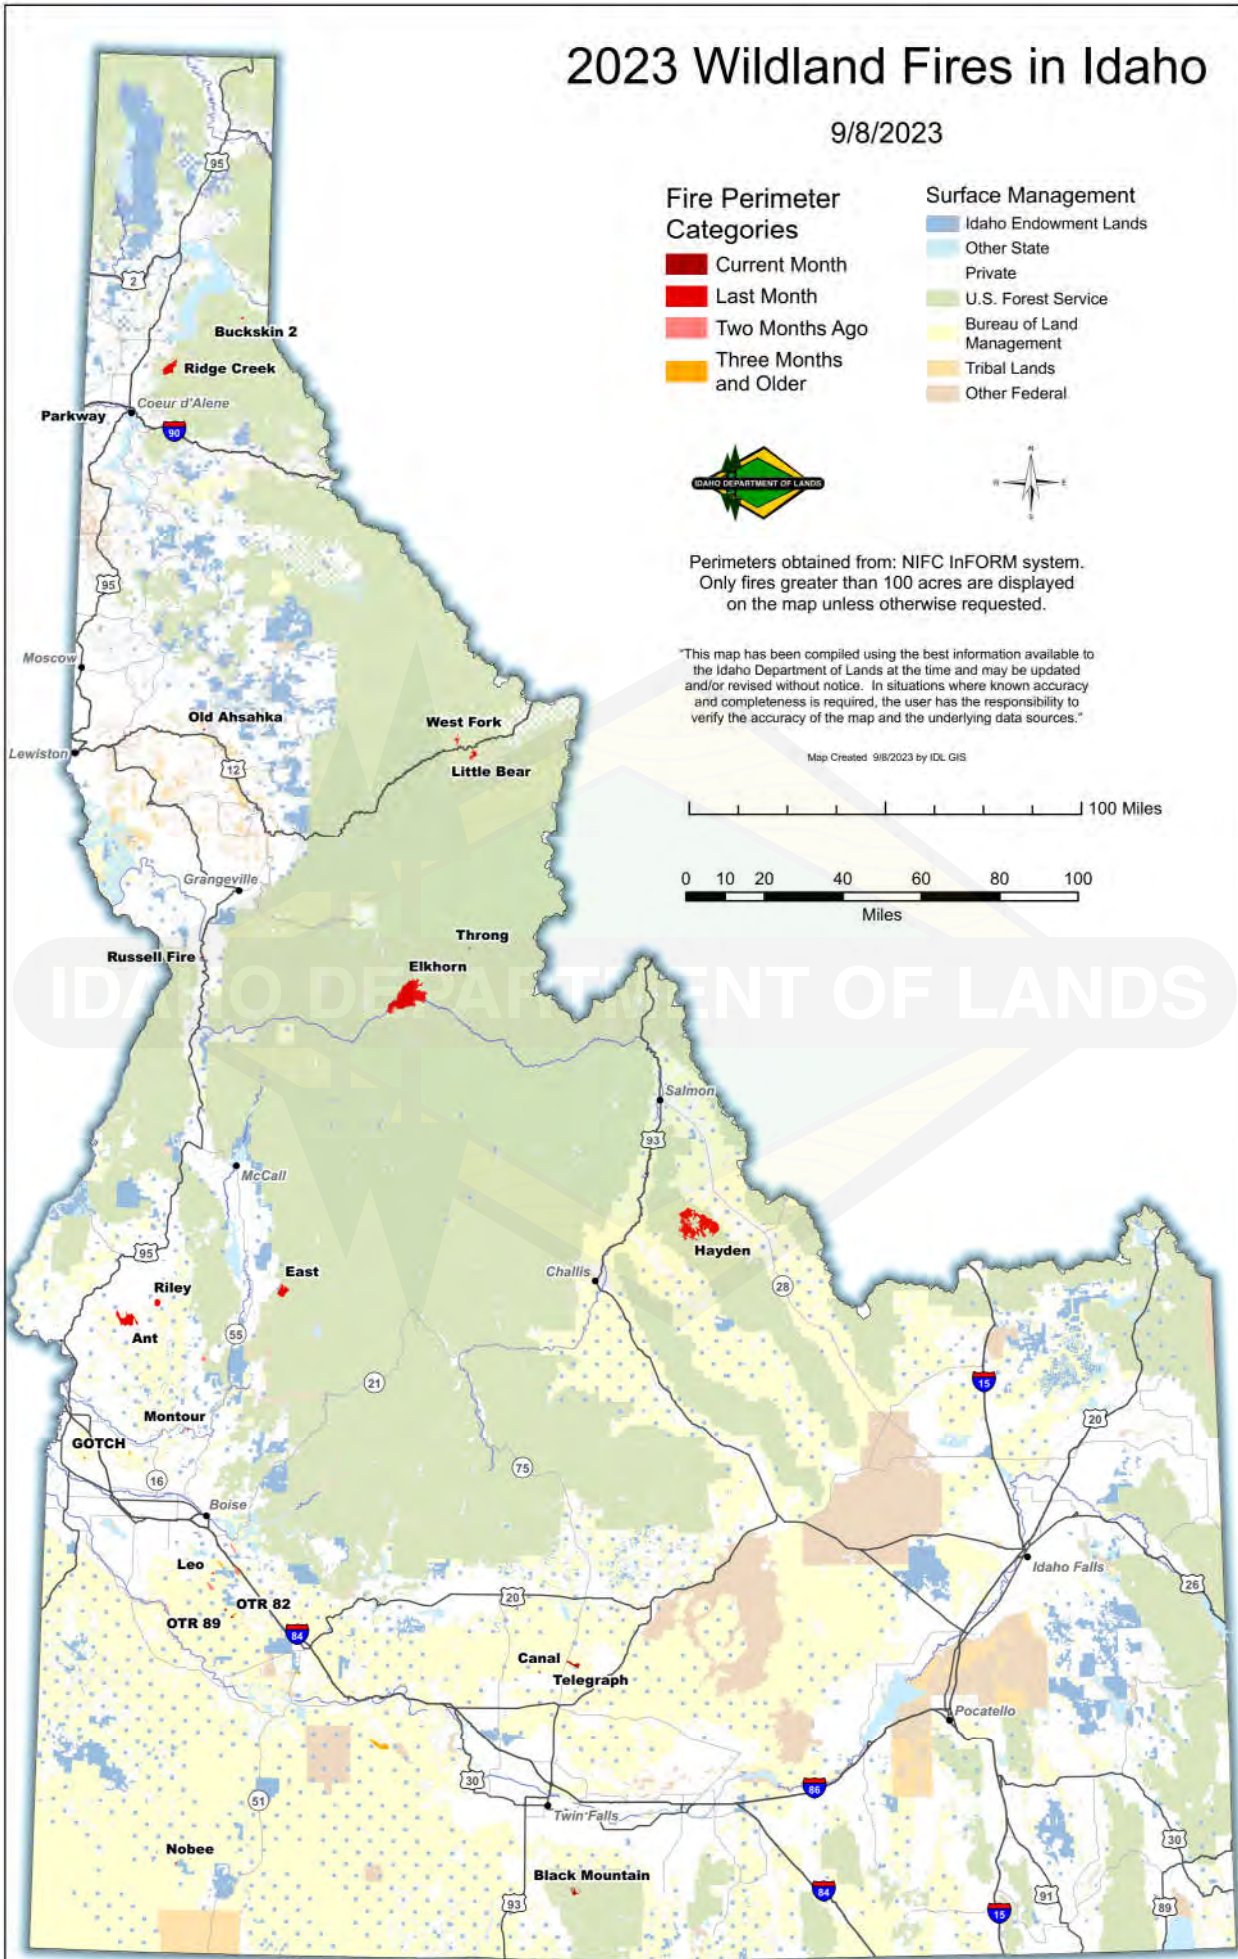 2023 Wildland Fires in Idaho
9/8/2023
Fire Perimeter
Categories
Current Month
Last Month
Two Months Ago
Three Months
and Older
Surface Management
Idaho Endowment Lands
Other State
Private
U.S. Forest Service
Bureau of Land
Management
Tribal Lands
Other Federal
IDAHO DEPARTMENT OF LANDS
N
E
S
Perimeters obtained from: NIFC InFORM system.
Only fires greater than 100 acres are displayed
on the map unless otherwise requested.
"This map has been compiled using the best information available to
the Idaho Department of Lands at the time and may be updated
and/or revised without notice. In situations where known accuracy
and completeness is required, the user has the responsibility to
verify the accuracy of the map and the underlying data sources."
Map Created 9/8/2023 by IDL GIS
100 Miles
0 10 20 40 60 80 100
Miles
95
2
Buckskin 2
Ridge Creek
Coeur d'Alene
Parkway
90
95
Moscow
Old Ahsahka
West Fork
Lewiston
12
Little Bear
Grangeville
Throng
Russell Fire
Elkhorn
IDAHO DEPARTMENT OF LANDS
Salmon
93
McCall
Hayden
95
East
Challis
28
Riley
Ant
55
21
15
Montour
20
GOTCH
75
16
Boise
Leo
Idaho Falls
26
20
OTR 82
OTR 89
84
Canal
Telegraph
Pocatello
30
86
51
Twin Falls
30
Nobee
Black Mountain
84
91
93
89
15